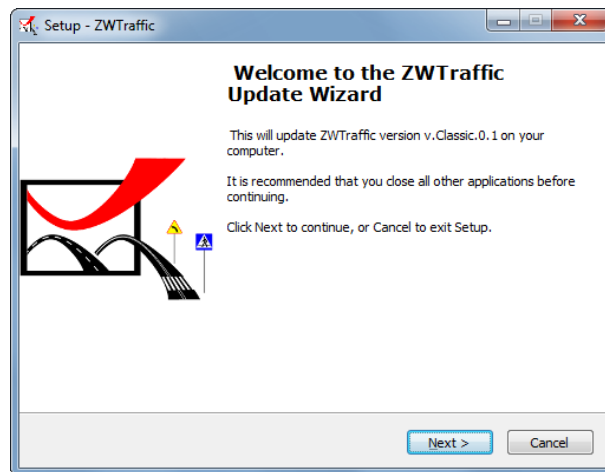 Setup - ZWTraffic
Welcome to the ZWTraffic
Update Wizard
This will update ZWTraffic version v.Classic.0.1 on your
computer.
It is recommended that you close all other applications before
continuing.
Click Next to continue, or Cancel to exit Setup.
Next >
Cancel